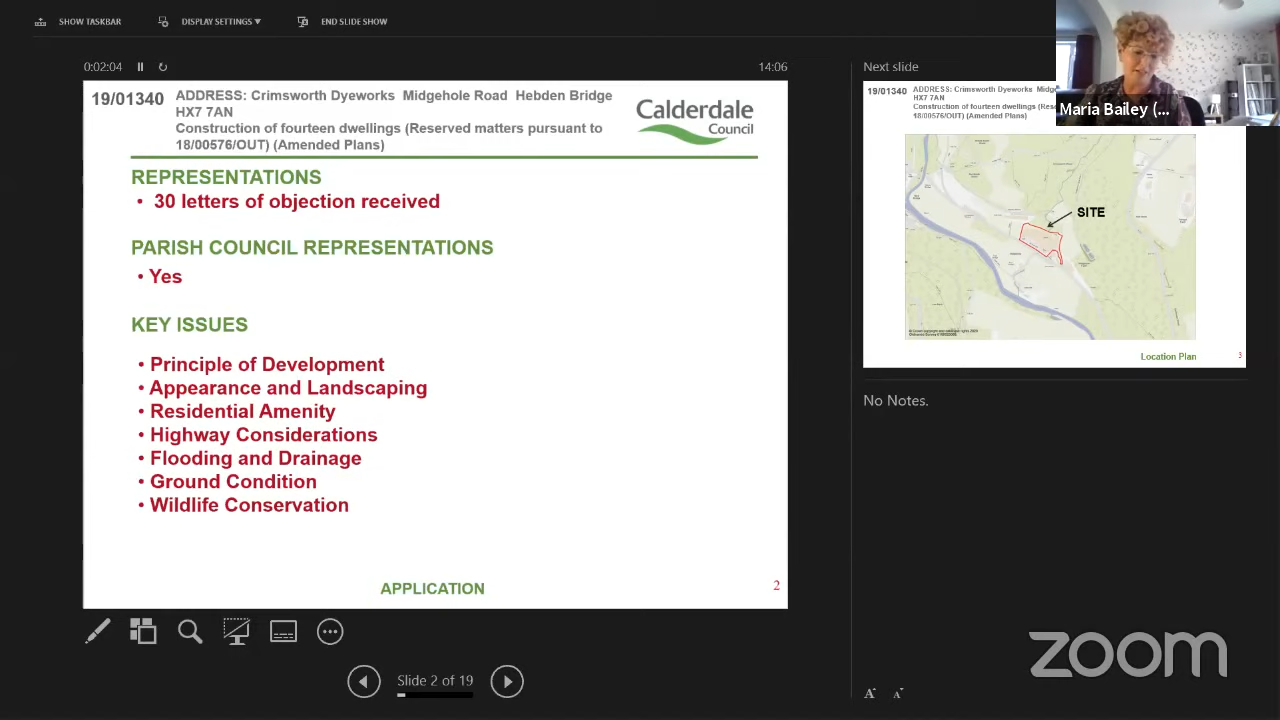 SHOW TASKBAR
DISPLAY SETTINGS ▼
END SLIDE SHOW
0:02:04
14:06
19/01340
ADDRESS: Crimsworth Dyeworks Midgehole Road Hebden Bridge
HX7 7AN
Construction of fourteen dwellings (Reserved matters pursuant to
18/00576/OUT) (Amended Plans)
Calderdale
Council
REPRESENTATIONS
• 30 letters of objection received
PARISH COUNCIL REPRESENTATIONS
• Yes
KEY ISSUES
• Principle of Development
• Appearance and Landscaping
• Residential Amenity
• Highway Considerations
• Flooding and Drainage
• Ground Condition
• Wildlife Conservation
APPLICATION
2
Slide 2 of 19
Next slide
19/01340
ADDRESS: Crimsworth Dyeworks Midge
HX7 7AN
Construction of fourteen dwellings (Rese
18/00576/OUT) (Amended Plans)
Maria Bailey (...
SITE
Location Plan
3
No Notes.
A A
zoom